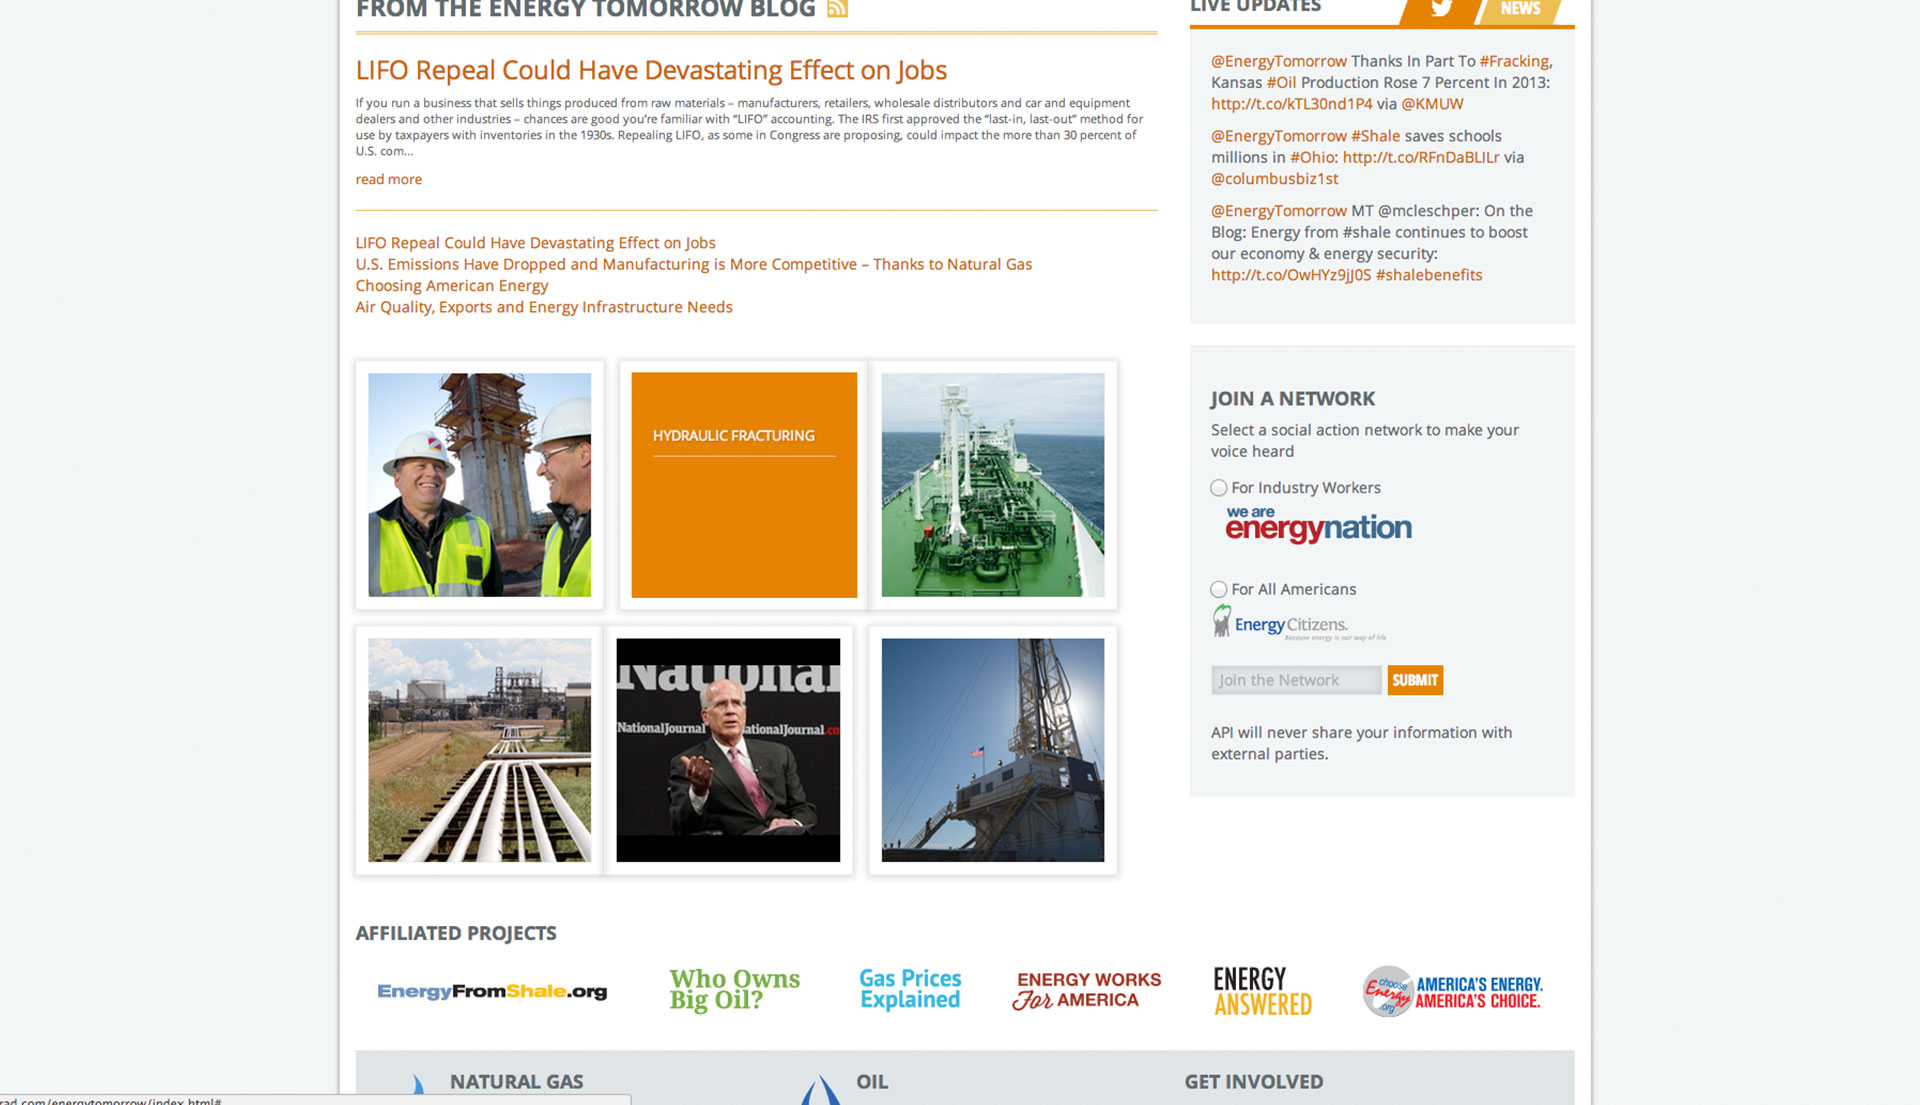 FROM THE ENERGY TOMORROW BLOG
LIFO Repeal Could Have Devastating Effect on Jobs
If you run a business that sells things produced from raw materials – manufacturers, retailers, wholesale distributors and car and equipment
dealers and other industries – chances are good you’re familiar with “LIFO” accounting. The IRS first approved the “last-in, last-out” method for
use by taxpayers with inventories in the 1930s. Repealing LIFO, as some in Congress are proposing, could impact the more than 30 percent of
U.S. com...
read more
LIFO Repeal Could Have Devastating Effect on Jobs
U.S. Emissions Have Dropped and Manufacturing is More Competitive – Thanks to Natural Gas
Choosing American Energy
Air Quality, Exports and Energy Infrastructure Needs
HYDRAULIC FRACTURING
National
NationalJournal
ationalJournal.co
LIVE UPDATES
NEWS
@EnergyTomorrow Thanks In Part To #Fracking,
Kansas #Oil Production Rose 7 Percent In 2013:
http://t.co/kTL30nd1P4 via @KMUW
@EnergyTomorrow #Shale saves schools
millions in #Ohio: http://t.co/RFnDaBLlLr via
@columbusbiz1st
@EnergyTomorrow MT @mcleschper: On the
Blog: Energy from #shale continues to boost
our economy & energy security:
http://t.co/OwHYz9jJ0S #shalebenefits
JOIN A NETWORK
Select a social action network to make your
voice heard
For Industry Workers
we are
energynation
For All Americans
Energy Citizens.
Because energy is our way of life
Join the Network SUBMIT
API will never share your information with
external parties.
AFFILIATED PROJECTS
EnergyFromShale.org
Who Owns
Big Oil?
Gas Prices
Explained
ENERGY WORKS
For AMERICA
ENERGY
ANSWERED
choose
Energy
.org
AMERICA'S ENERGY.
AMERICA'S CHOICE.
NATURAL GAS
OIL
GET INVOLVED
rad.com/energytomorrow/index.html#